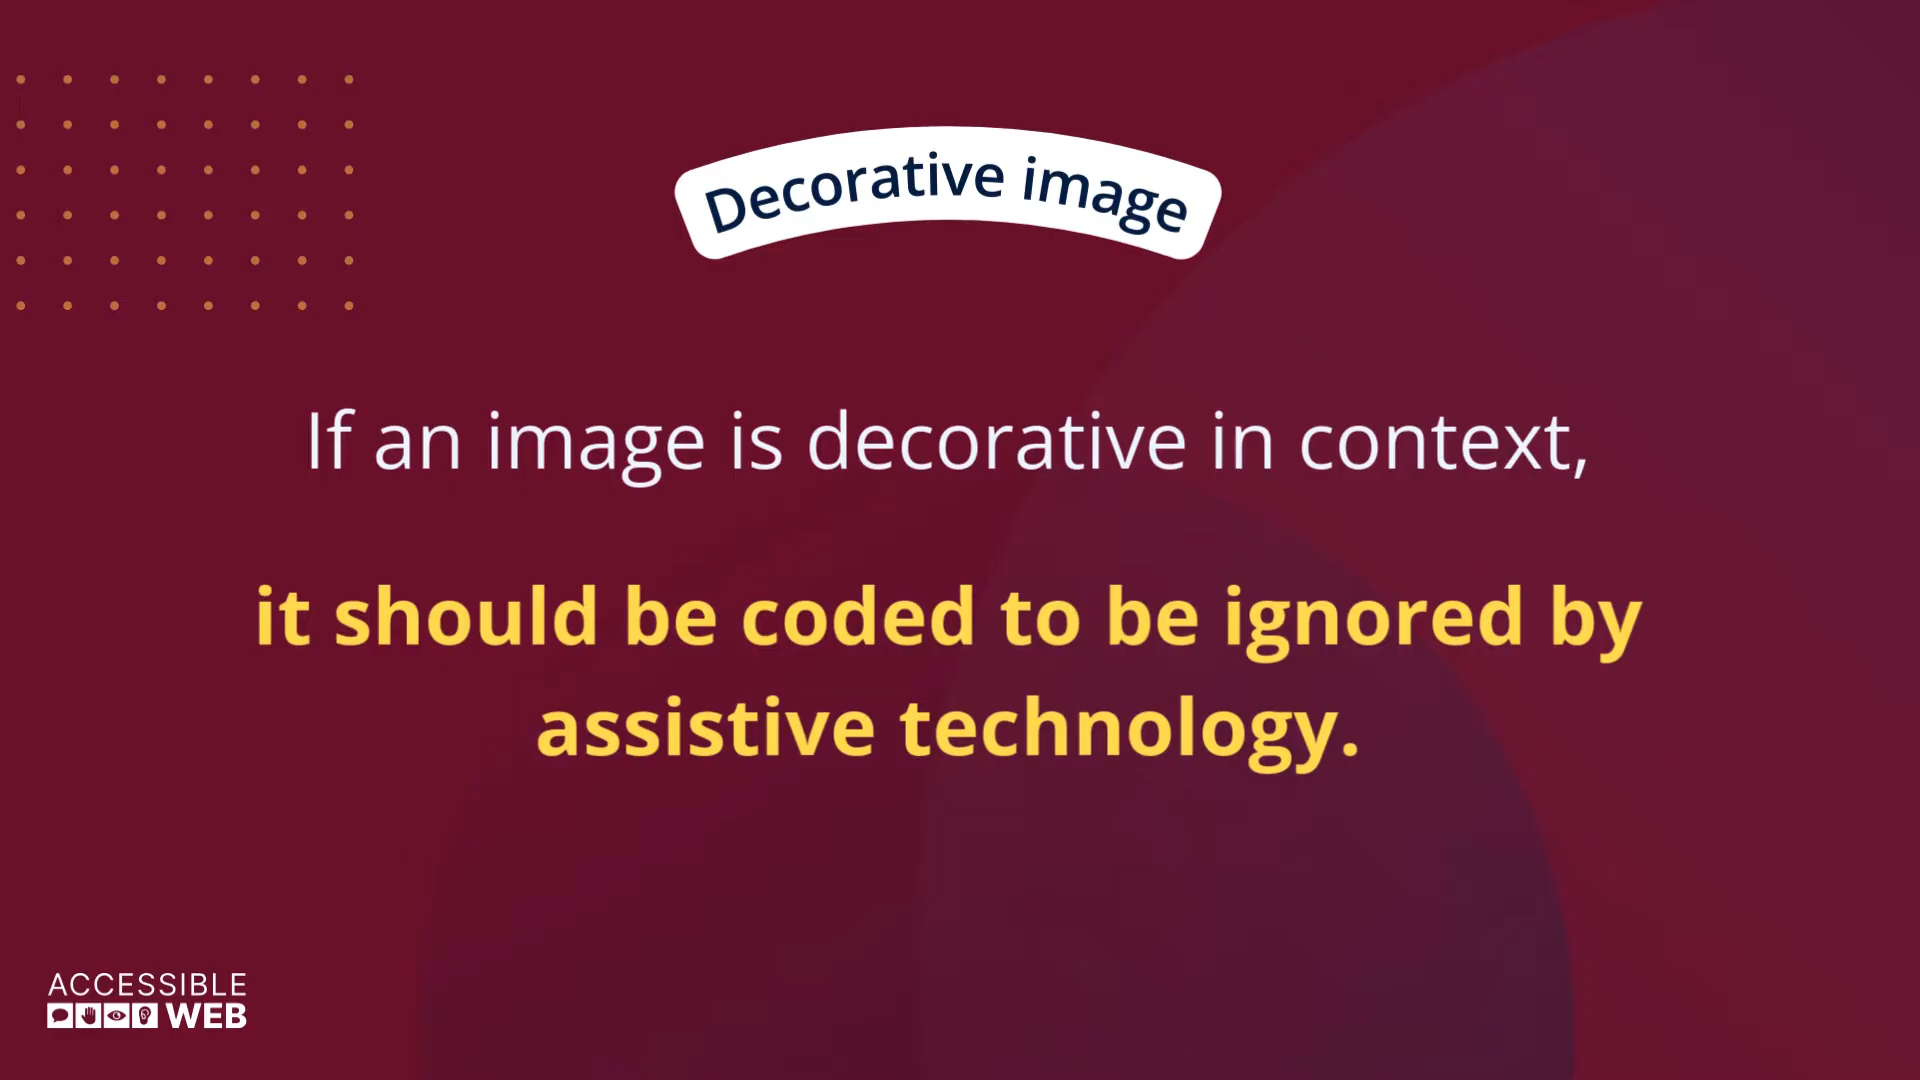 Decorative image
If an image is decorative in context,
it should be coded to be ignored by
assistive technology.
ACCESSIBLE
WEB